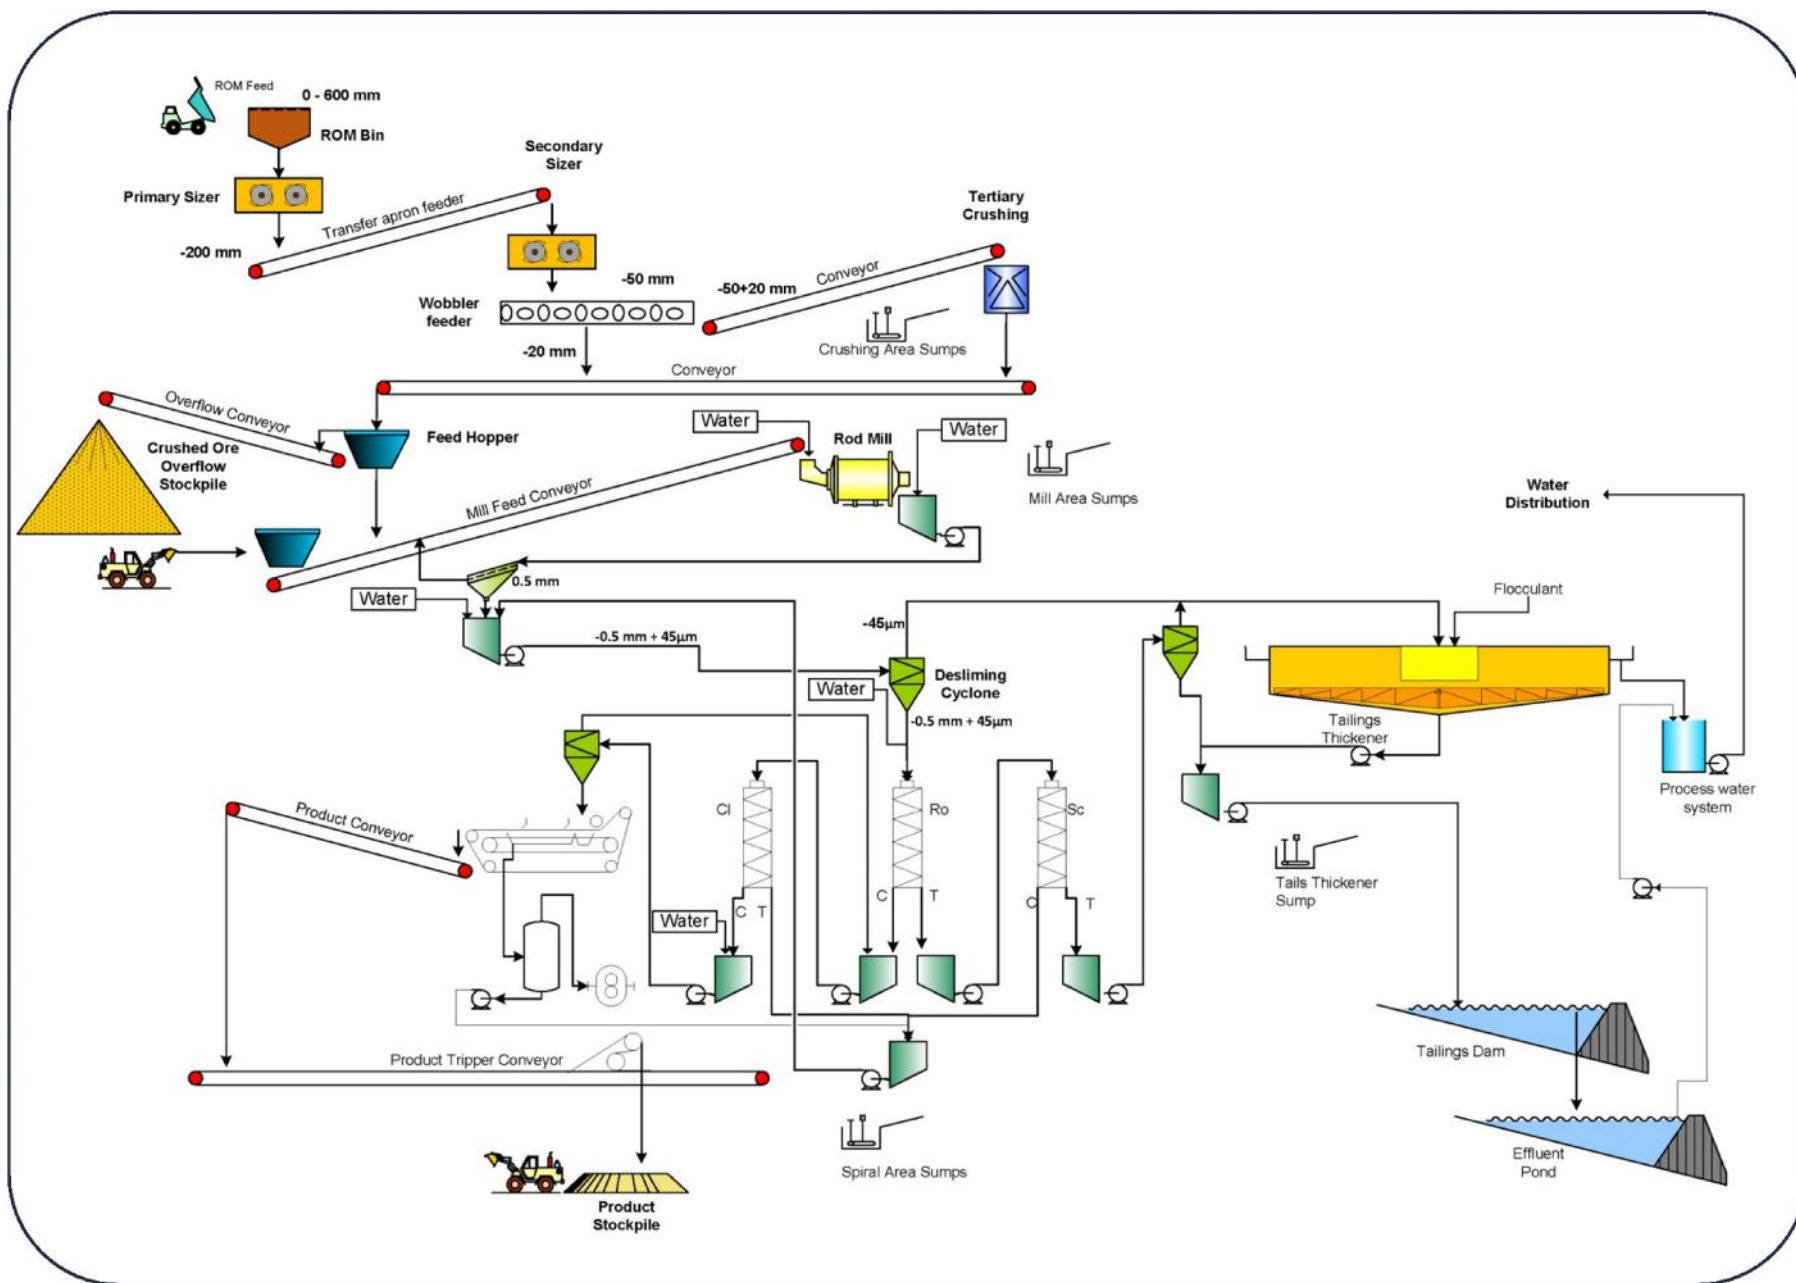 ROM Feed
0 - 600 mm
ROM Bin
Primary Sizer
-200 mm
Transfer apron feeder
Secondary
Sizer
-50 mm
Wobbler
feeder
-20 mm
-50+20 mm
Conveyor
Tertiary
Crushing
Crushing Area Sumps
Conveyor
Overflow Conveyor
Crushed Ore
Overflow
Stockpile
Feed Hopper
Mill Feed Conveyor
Water
Rod Mill
Water
Mill Area Sumps
Water
Distribution
0.5 mm
Water
-0.5 mm + 45µm
-45µm
Desliming
Cyclone
Water
-0.5 mm + 45µm
Flocculant
Tailings
Thickener
Process water
system
Product Conveyor
Cl
Ro
Sc
C
T
C
T
C
T
Water
Tails Thickener
Sump
Tailings Dam
Effluent
Pond
Product Tripper Conveyor
Spiral Area Sumps
Product
Stockpile